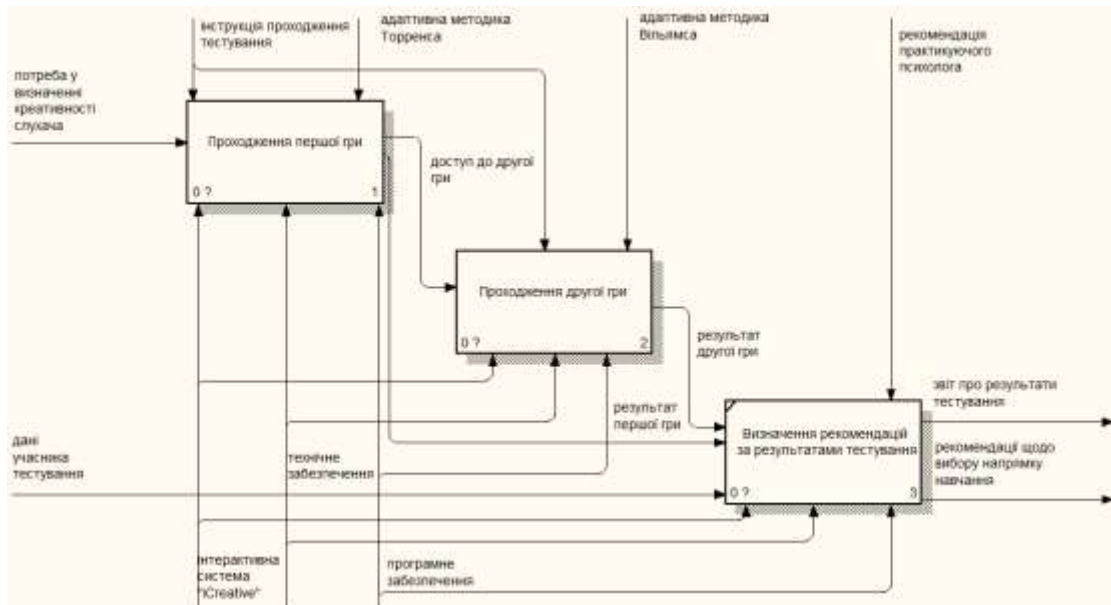 інструкція проходження
тестування
адаптивна методика
Торренса
адаптивна методика
Вільямса
рекомендація
практикуючого
психолога
потреба у
визначенні
креативності
слухача
Проходження першої гри
0 ?
1
доступ до другої
гри
Проходження другої гри
0 ?
2
результат
другої гри
результат
першої гри
звіт про результати
тестування
Визначення рекомендацій
за результатами тестування
0 ?
3
рекомендації щодо
вибору напрямку
навчання
дані
учасника
тестування
технічне
забезпечення
інтерактивна
система
"iCreative"
програмне
забезпечення